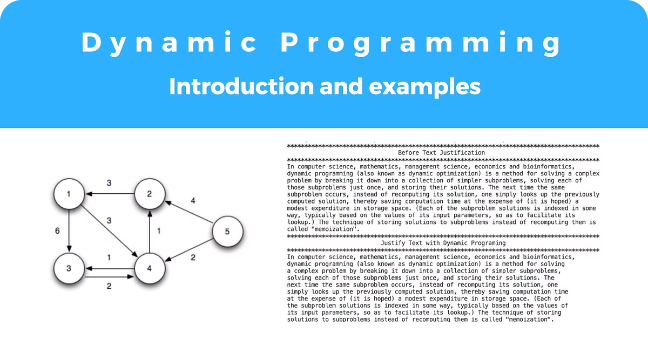 Dynamic Programming
Introduction and examples
3
1
2
4
6
3
1
5
1
2
3
4
2
********************************************************************************
Before Text Justification
********************************************************************************
In computer science, mathematics, management science, economics and bioinformatics,
dynamic programming (also known as dynamic optimization) is a method for solving a complex
problem by breaking it down into a collection of simpler subproblems, solving each of
those subproblems just once, and storing their solutions. The next time the same
subproblem occurs, instead of recomputing its solution, one simply looks up the previously
computed solution, thereby saving computation time at the expense of (it is hoped) a
modest expenditure in storage space. (Each of the subproblem solutions is indexed in some
way, typically based on the values of its input parameters, so as to facilitate its
lookup.) The technique of storing solutions to subproblems instead of recomputing them is
called "memoization".
********************************************************************************
Justify Text with Dynamic Programing
********************************************************************************
In computer science, mathematics, management science, economics and bioinformatics,
dynamic programming (also known as dynamic optimization) is a method for solving
a complex problem by breaking it down into a collection of simpler subproblems,
solving each of those subproblems just once, and storing their solutions. The
next time the same subproblem occurs, instead of recomputing its solution, one
simply looks up the previously computed solution, thereby saving computation time
at the expense of (it is hoped) a modest expenditure in storage space. (Each of
the subproblem solutions is indexed in some way, typically based on the values of
its input parameters, so as to facilitate its lookup.) The technique of storing
solutions to subproblems instead of recomputing them is called "memoization".